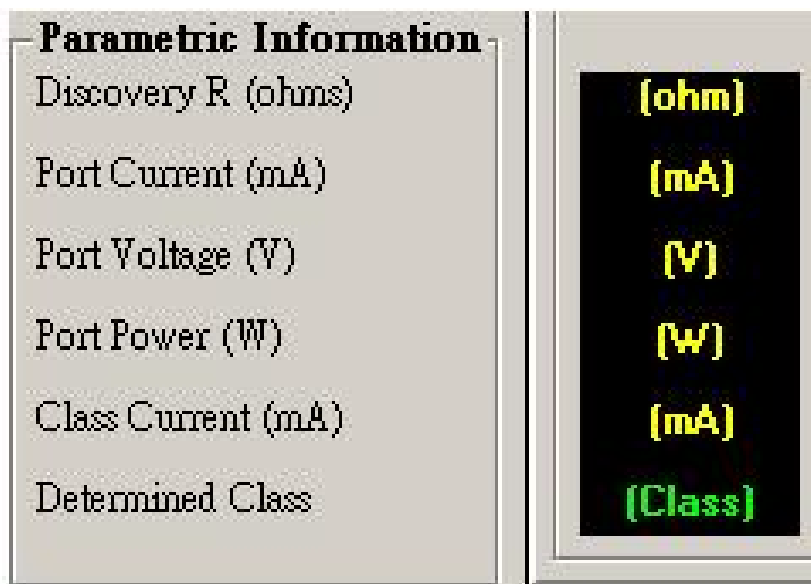 Parametric Information
Discovery R (ohms) (ohm)
Port Current (mA) (mA)
Port Voltage (V) (V)
Port Power (W) (W)
Class Current (mA) (mA)
Determined Class (Class)